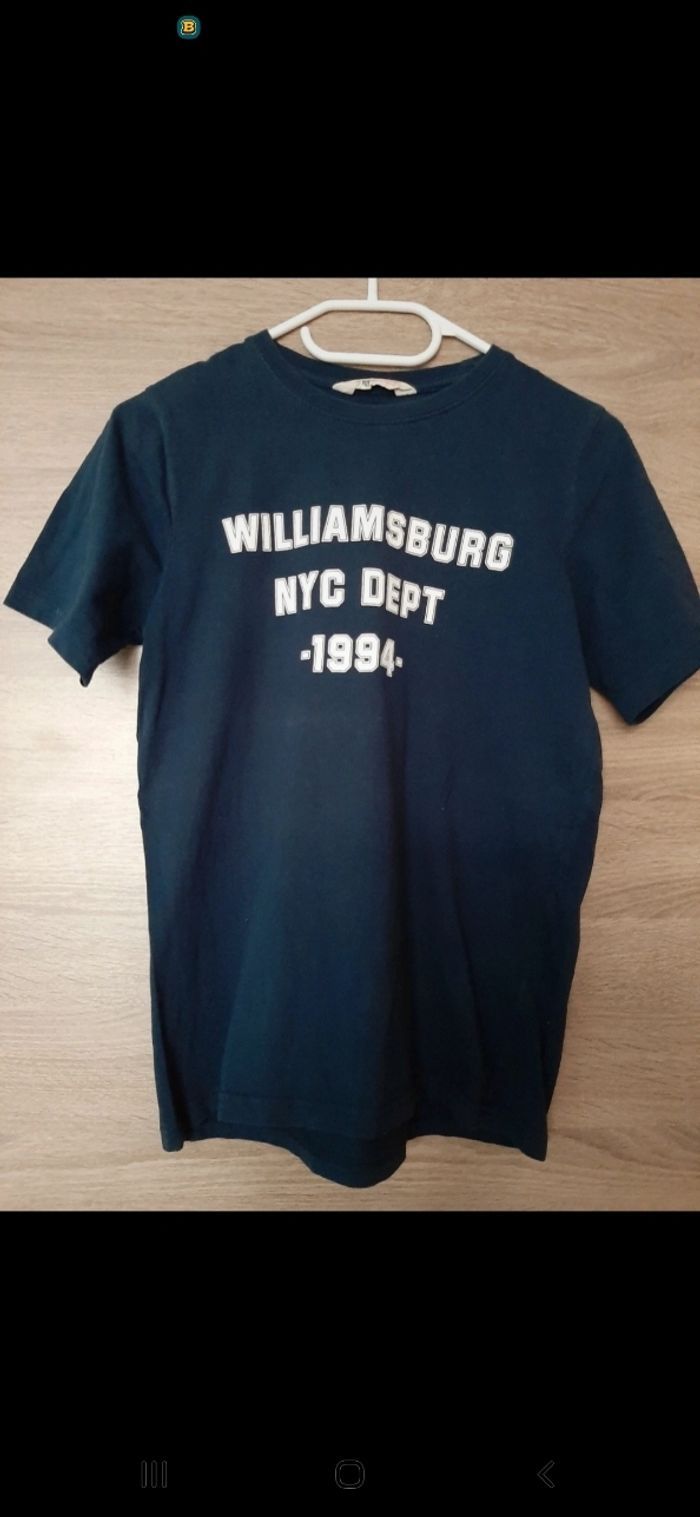 B
WILLIAMSBURG
NYC DEPT
-1994-